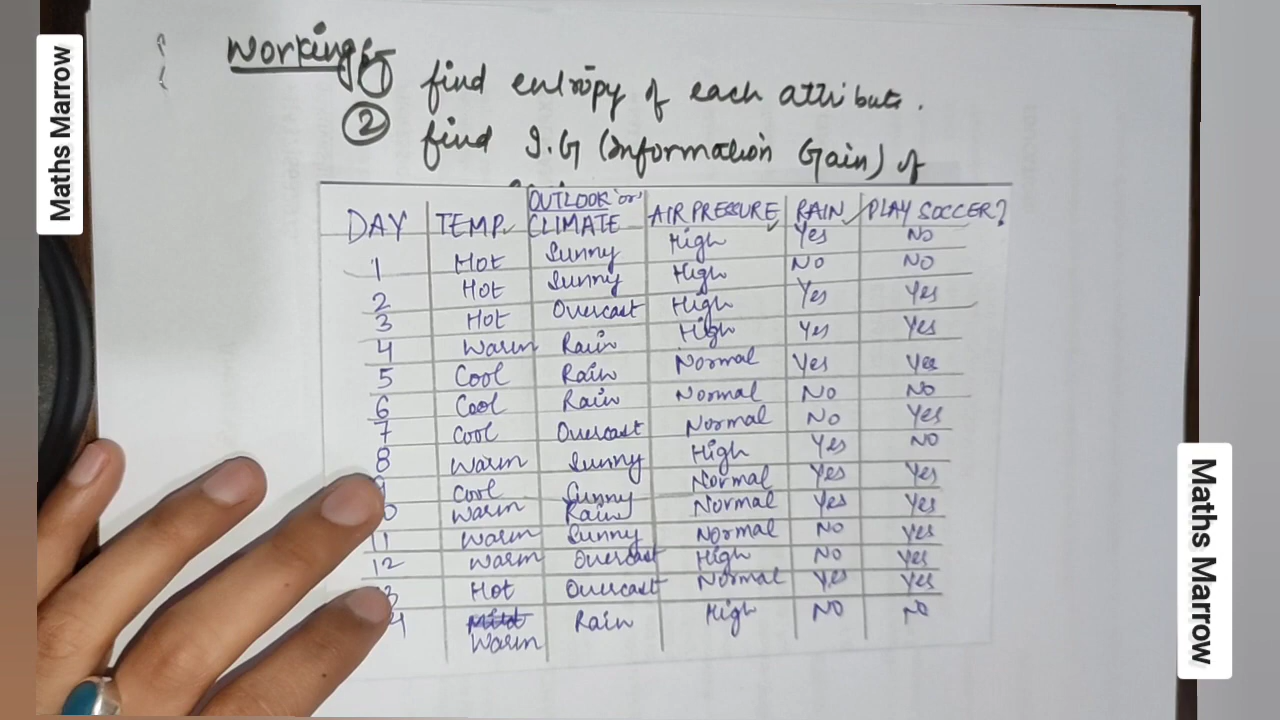 Maths Marrow
Working :-
① find entropy of each attribute.
② find I.G (Information Gain) of
DAY TEMP. OUTLOOK 'or' CLIMATE AIR PRESSURE RAIN PLAY SOCCER?
1 Hot Sunny High Yes No
2 Hot Sunny High No No
3 Hot Overcast High Yes Yes
4 Warm Rain High Yes Yes
5 Cool Rain Normal Yes Yes
6 Cool Rain Normal No No
7 Cool Overcast Normal No Yes
8 Warm Sunny High Yes No
Cool Sunny Normal Yes Yes
0 Warm Rain Normal Yes Yes
11 Warm Sunny Normal No Yes
12 Warm Overcast High No Yes
3 Hot Overcast Normal Yes Yes
4 Warm Rain High No No
Maths Marrow